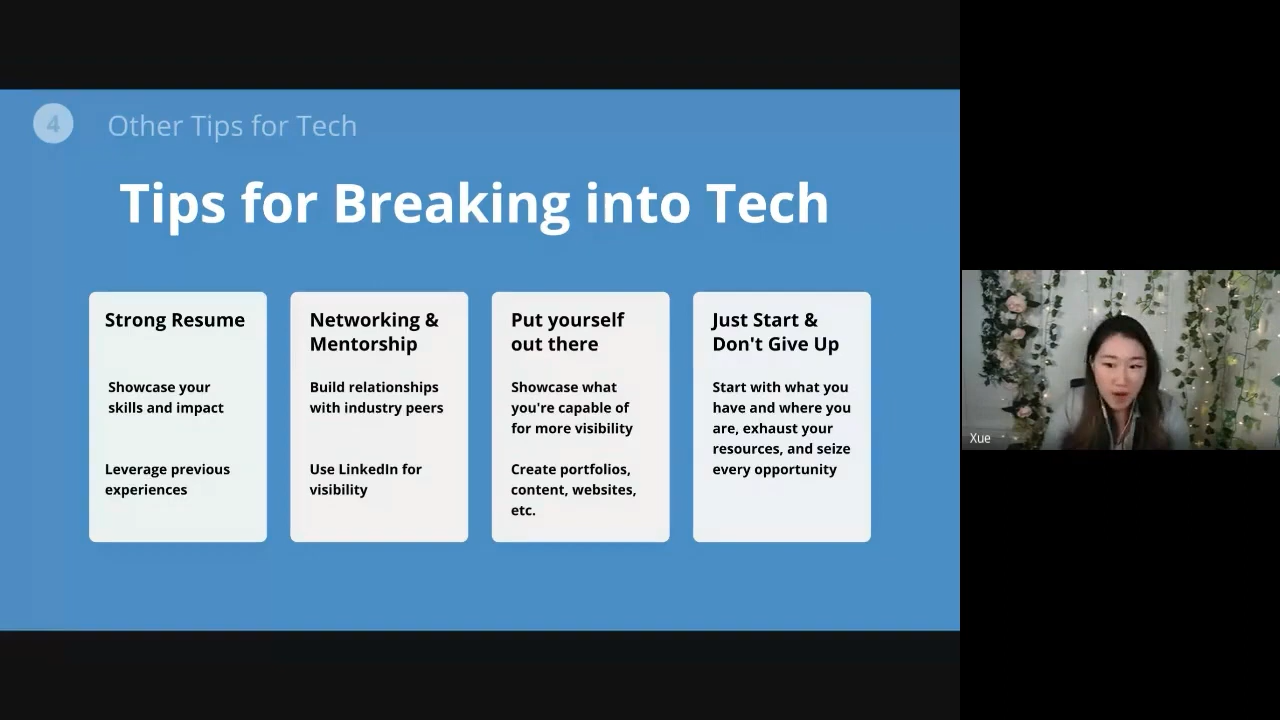 4
Other Tips for Tech
Tips for Breaking into Tech
Strong Resume
Showcase your
skills and impact
Leverage previous
experiences
Networking &
Mentorship
Build relationships
with industry peers
Use LinkedIn for
visibility
Put yourself
out there
Showcase what
you're capable of
for more visibility
Create portfolios,
content, websites,
etc.
Just Start &
Don't Give Up
Start with what you
have and where you
are, exhaust your
resources, and seize
every opportunity
Xue